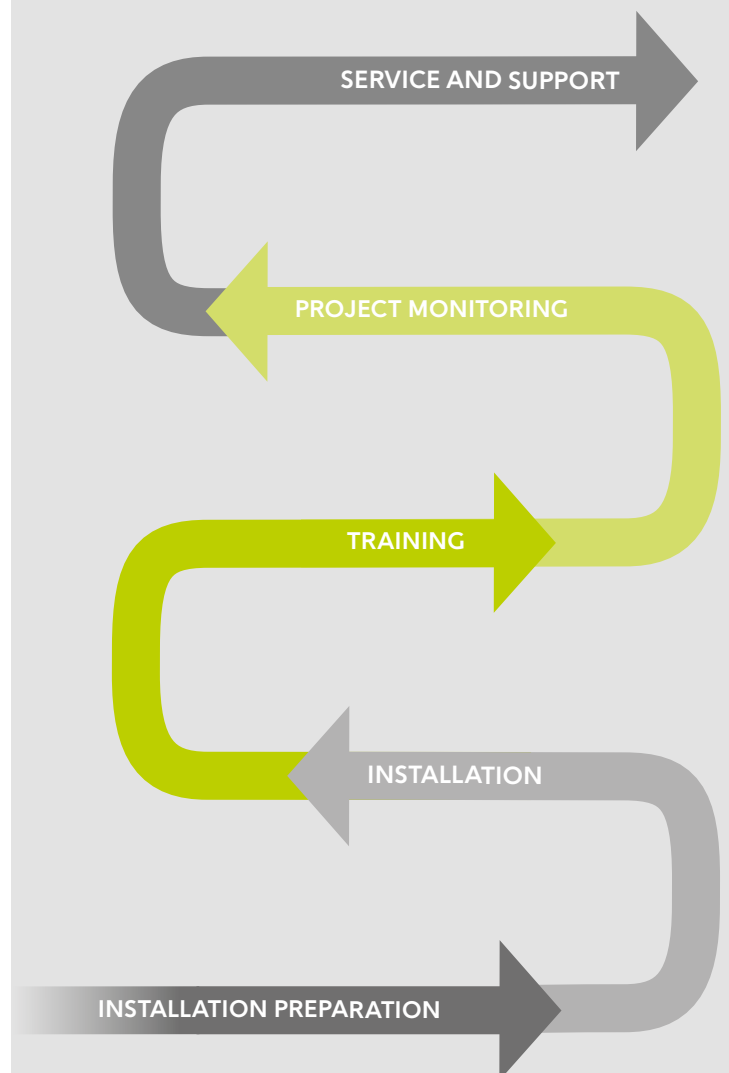 SERVICE AND SUPPORT
PROJECT MONITORING
TRAINING
INSTALLATION
INSTALLATION PREPARATION